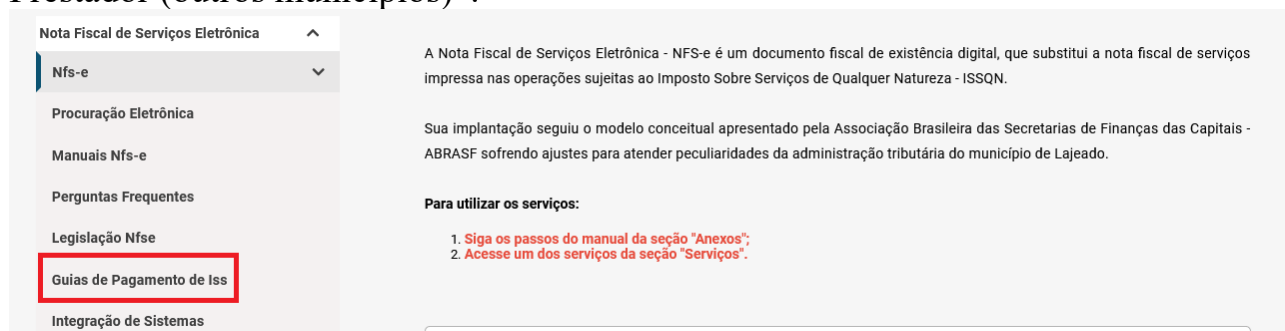 Prestador (outros municípios)".
Nota Fiscal de Serviços Eletrônica
Nfs-e
Procuração Eletrônica
Manuais Nfs-e
Perguntas Frequentes
Legislação Nfse
Guias de Pagamento de Iss
Integração de Sistemas
A Nota Fiscal de Serviços Eletrônica - NFS-e é um documento fiscal de existência digital, que substitui a nota fiscal de serviços
impressa nas operações sujeitas ao Imposto Sobre Serviços de Qualquer Natureza - ISSQN.
Sua implantação seguiu o modelo conceitual apresentado pela Associação Brasileira das Secretarias de Finanças das Capitais -
ABRASF sofrendo ajustes para atender peculiaridades da administração tributária do município de Lajeado.
Para utilizar os serviços:
1. Siga os passos do manual da seção "Anexos";
2. Acesse um dos serviços da seção "Serviços".